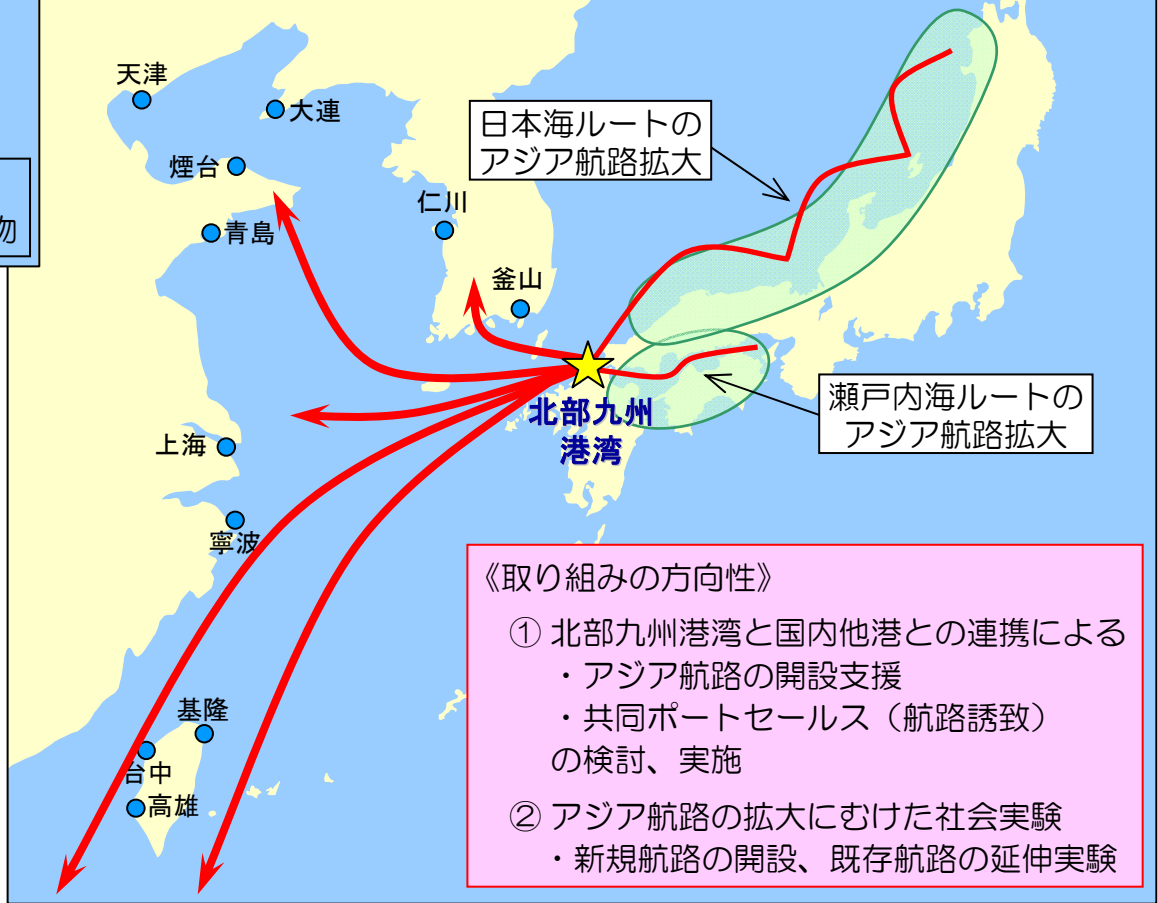 天津
大連
日本海ルートの
アジア航路拡大
煙台
物
仁川
青島
釜山
北部九州
港湾
瀬戸内海ルートの
アジア航路拡大
上海
寧波
《取り組みの方向性》
① 北部九州港湾と国内他港との連携による
・アジア航路の開設支援
・共同ポートセールス（航路誘致）
の検討、実施
② アジア航路の拡大にむけた社会実験
・新規航路の開設、既存航路の延伸実験
基隆
台中
高雄